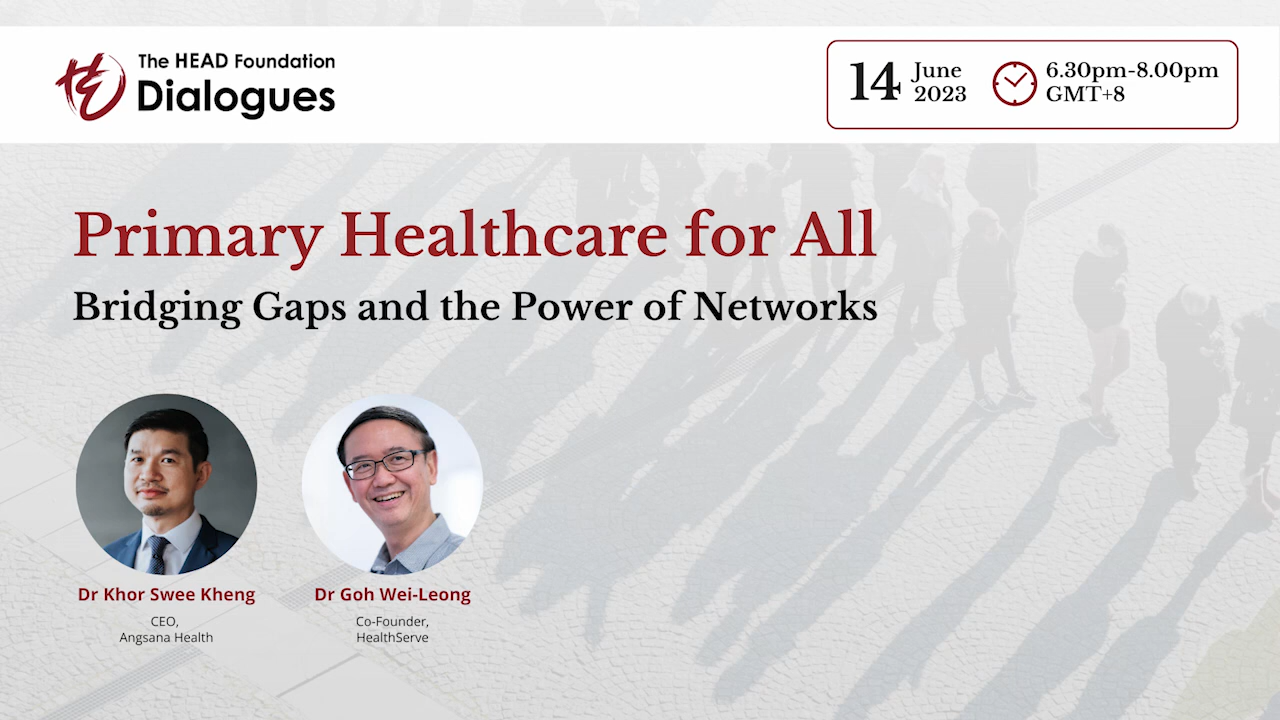 The HEAD Foundation
Dialogues
14 June
2023
6.30pm-8.00pm
GMT+8
Primary Healthcare for All
Bridging Gaps and the Power of Networks
Dr Khor Swee Kheng
CEO,
Angsana Health
Dr Goh Wei-Leong
Co-Founder,
HealthServe